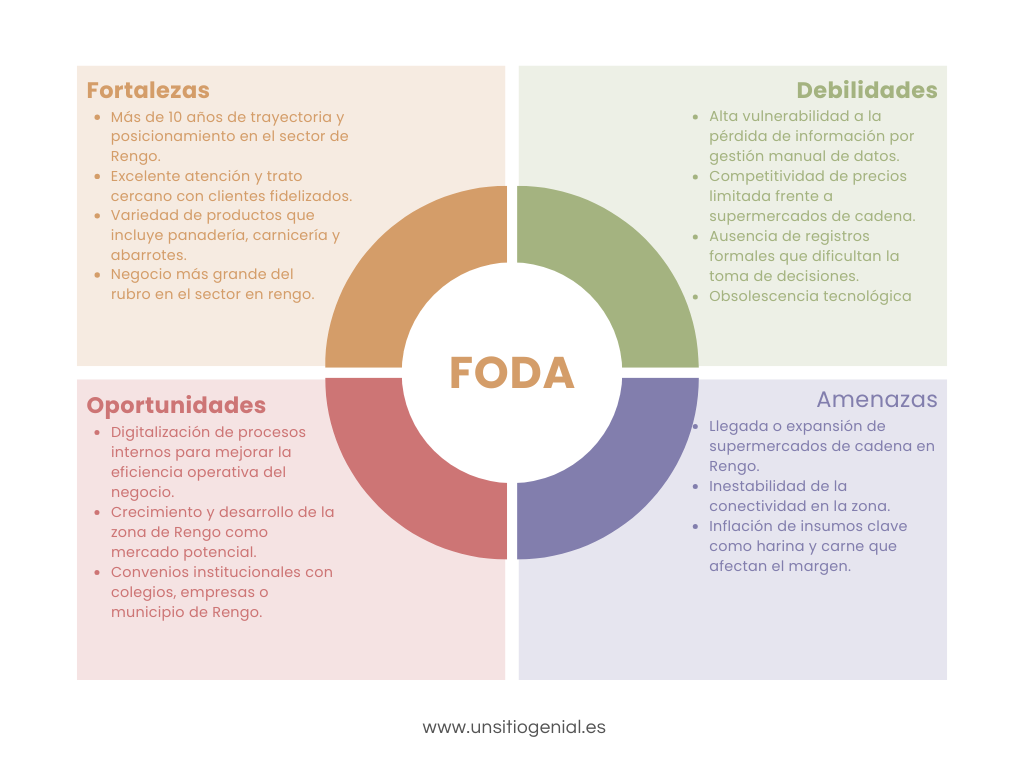 Fortalezas
• Más de 10 años de trayectoria y
posicionamiento en el sector de
Rengo.
• Excelente atención y trato
cercano con clientes fidelizados.
• Variedad de productos que
incluye panadería, carnicería y
abarrotes.
• Negocio más grande del
rubro en el sector en rengo.
Debilidades
• Alta vulnerabilidad a la
pérdida de información por
gestión manual de datos.
• Competitividad de precios
limitada frente a
supermercados de cadena.
• Ausencia de registros
formales que dificultan la
toma de decisiones.
• Obsolescencia tecnológica
FODA
Oportunidades
• Digitalización de procesos
internos para mejorar la
eficiencia operativa del
negocio.
• Crecimiento y desarrollo de la
zona de Rengo como
mercado potencial.
• Convenios institucionales con
colegios, empresas o
municipio de Rengo.
Amenazas
• Llegada o expansión de
supermercados de cadena en
Rengo.
• Inestabilidad de la
conectividad en la zona.
• Inflación de insumos clave
como harina y carne que
afectan el margen.
www.unsitiogenial.es